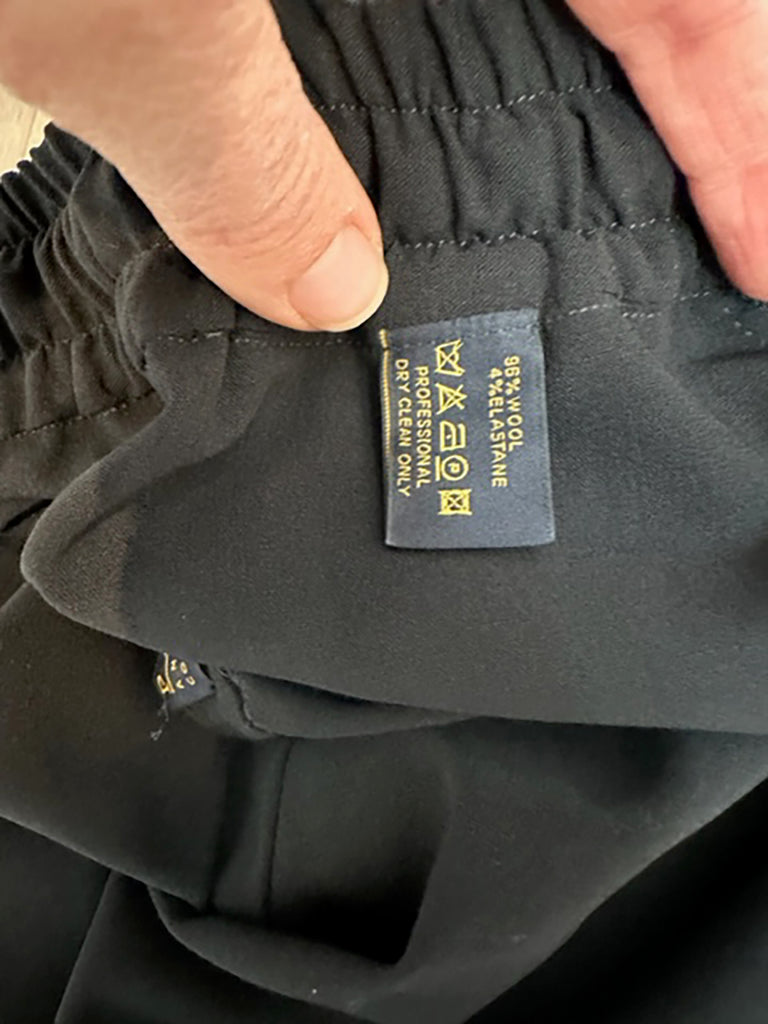 96% WOOL
4% ELASTANE
PROFESSIONAL
DRY CLEAN ONLY